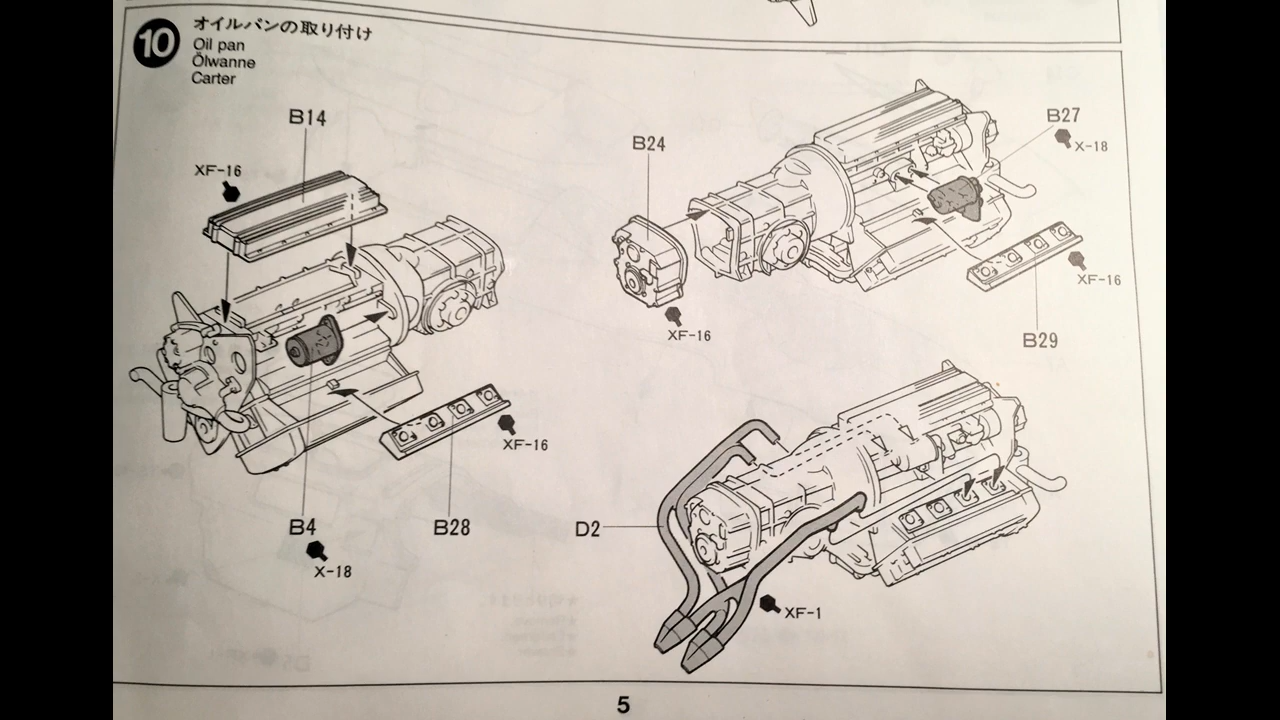 10
オイルパンの取り付け
Oil pan
Ölwanne
Carter
B14
XF-16
B4
X-18
B28
XF-16
B24
XF-16
B27
X-18
XF-16
B29
D2
XF-1
5